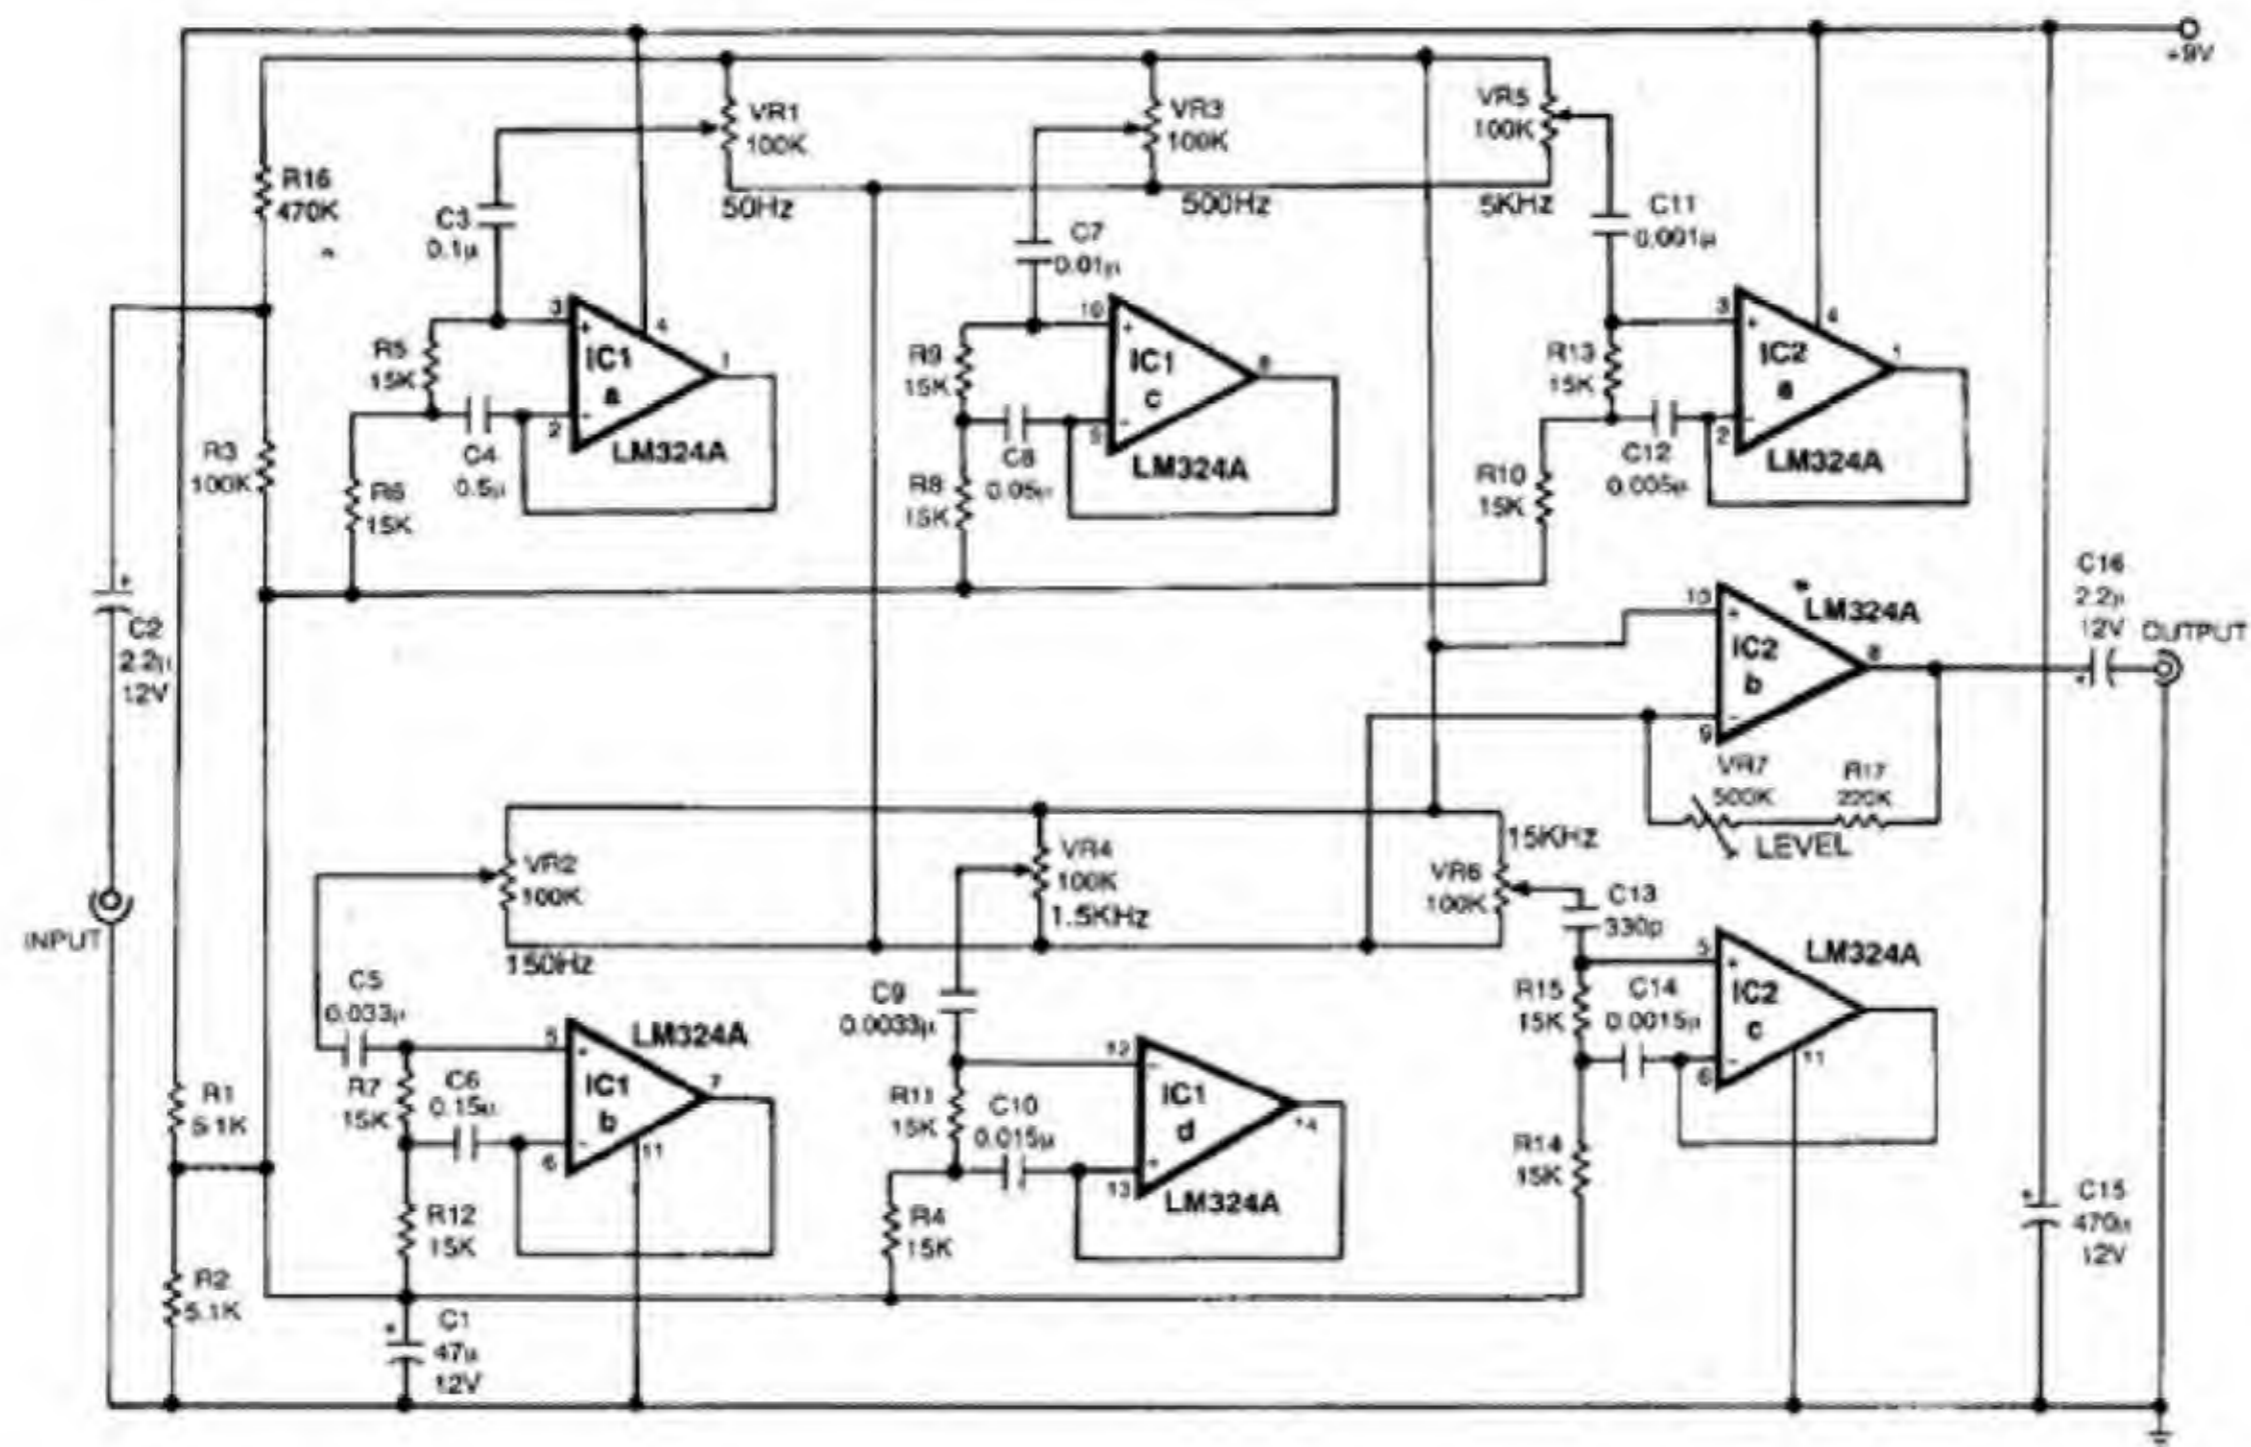 +9V
VR1
100K
50Hz
VR3
100K
500Hz
VR5
100K
5KHz
R16
470K
C3
0.1µ
C7
0.01µ
C11
0.001µ
R5
15K
3
+
4
IC1
a
1
2
-
LM324A
C4
0.5µ
R6
15K
R3
100K
R9
15K
10
+
IC1
c
8
-
LM324A
C8
0.05µ
R8
15K
R13
15K
3
+
4
IC2
a
1
2
-
LM324A
C12
0.005µ
R10
15K
+
C2
2.2µ
12V
10
+
LM324A
IC2
b
8
9
-
C16
2.2µ
12V
+
OUTPUT
VR7
500K
R17
220K
LEVEL
INPUT
VR2
100K
150Hz
VR4
100K
1.5KHz
15KHz
VR6
100K
C13
330p
C5
0.033µ
R7
15K
C6
0.15µ
5
LM324A
IC1
b
7
6
-
11
R12
15K
C9
0.0033µ
R11
15K
C10
0.015µ
12
-
IC1
d
14
+
13
LM324A
R4
15K
R15
15K
C14
0.0015µ
5
+
LM324A
IC2
c
6
-
11
R14
15K
R1
5.1K
R2
5.1K
+
C1
47µ
12V
+
C15
470µ
12V